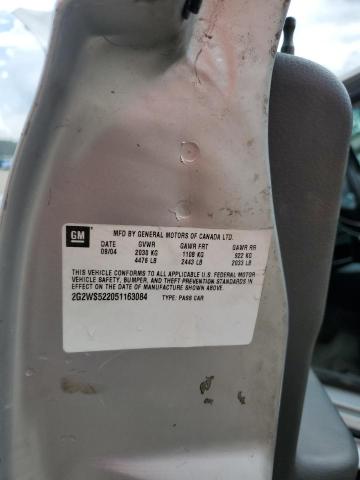 GM
MFD BY GENERAL MOTORS OF CANADA LTD.
DATE GVWR GAWR FRT GAWR RR
09/04 2030 KG 1108 KG 922 KG
4476 LB 2443 LB 2033 LB
THIS VEHICLE CONFORMS TO ALL APPLICABLE U.S. FEDERAL MOTOR
VEHICLE SAFETY, BUMPER, AND THEFT PREVENTION STANDARDS IN
EFFECT ON THE DATE OF MANUFACTURE SHOWN ABOVE.
2G2WS522051163084 TYPE: PASS CAR